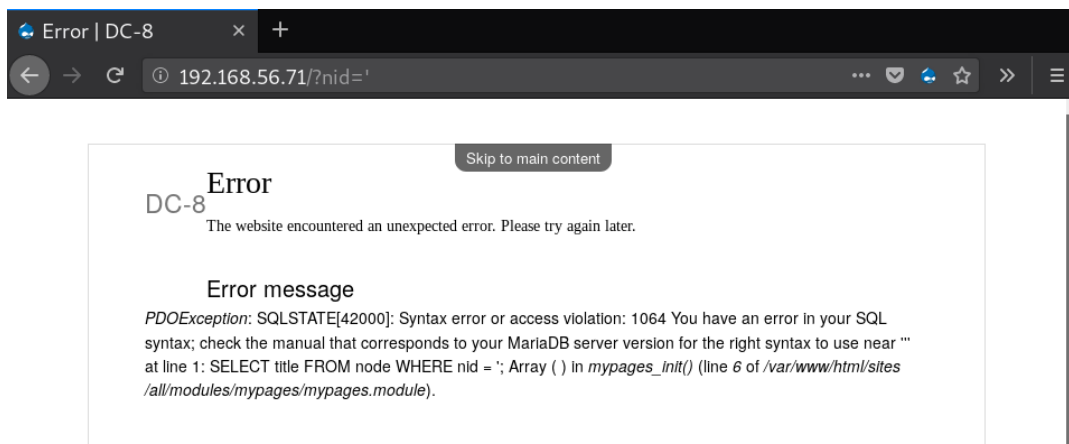 Error | DC-8
192.168.56.71/?nid='
Skip to main content
Error
DC-8
The website encountered an unexpected error. Please try again later.
Error message
PDOException: SQLSTATE[42000]: Syntax error or access violation: 1064 You have an error in your SQL
syntax; check the manual that corresponds to your MariaDB server version for the right syntax to use near '''
at line 1: SELECT title FROM node WHERE nid = '; Array ( ) in mypages_init() (line 6 of /var/www/html/sites
/all/modules/mypages/mypages.module).